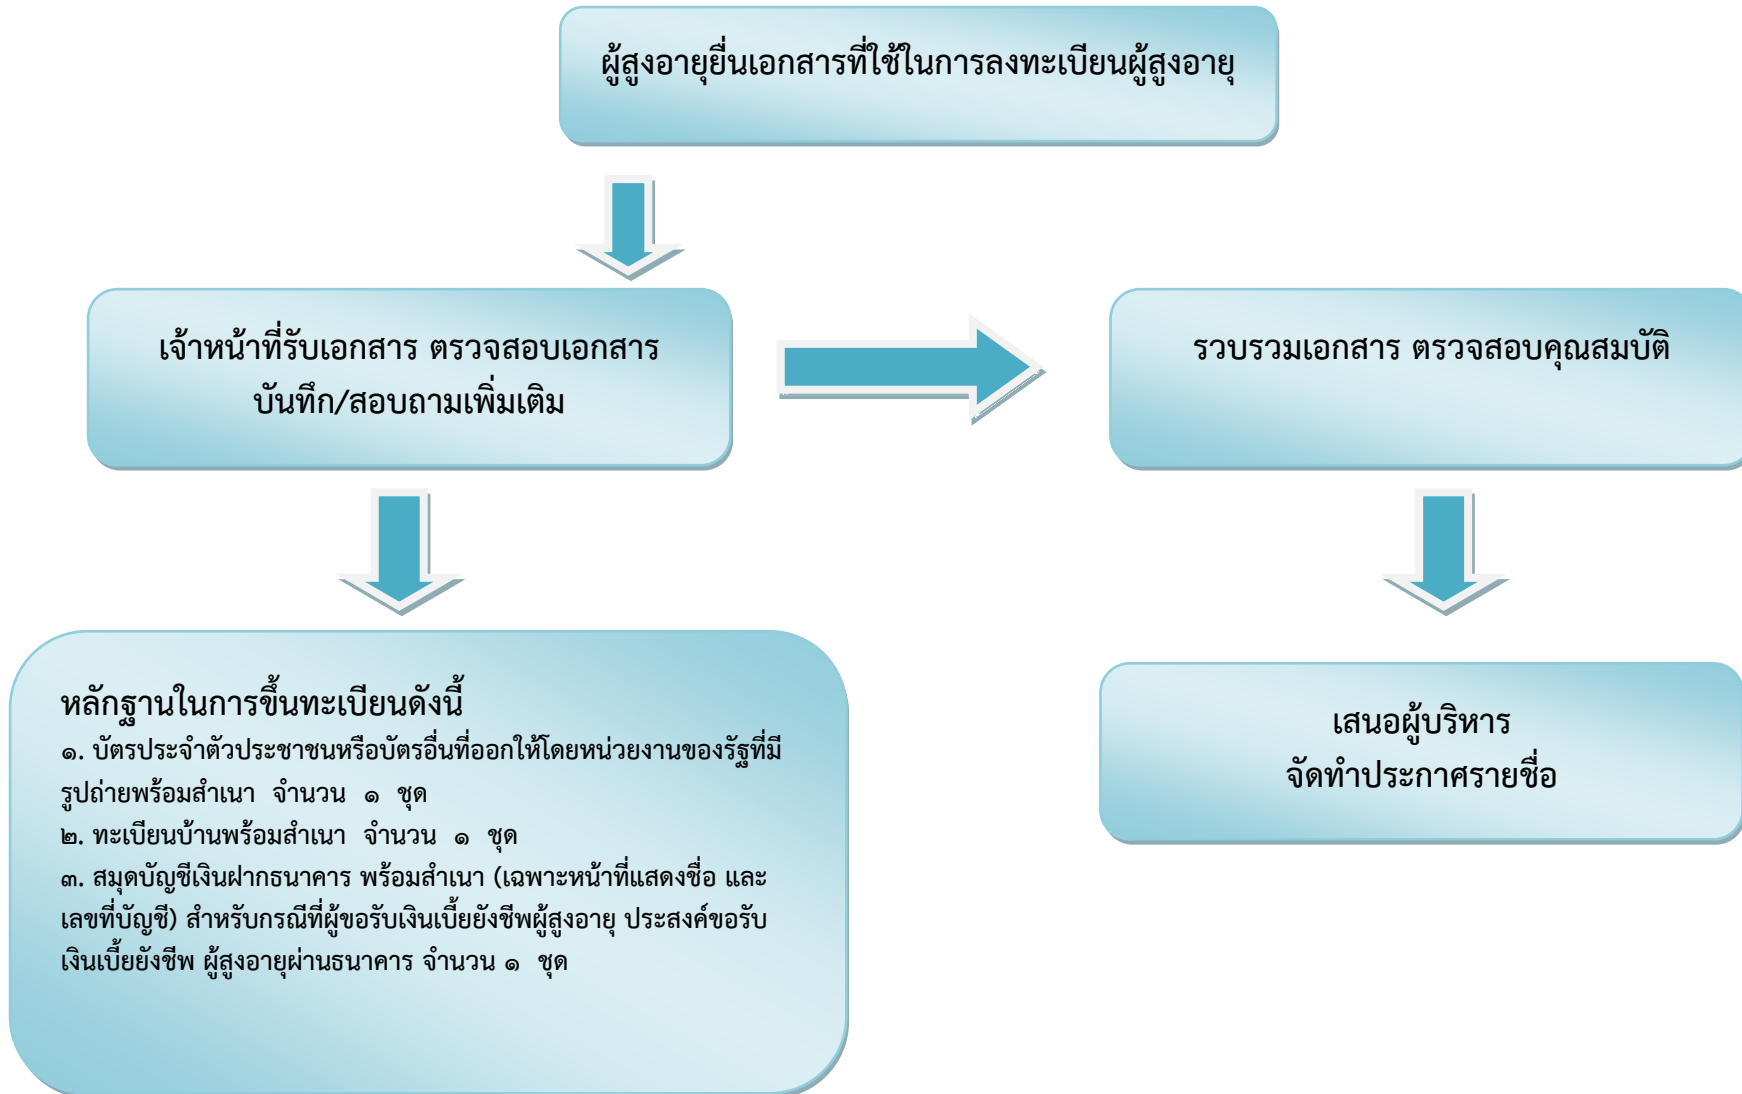 ผู้สูงอายุยื่นเอกสารที่ใช้ในการลงทะเบียนผู้สูงอายุ
เจ้าหน้าที่รับเอกสาร ตรวจสอบเอกสาร
บันทึก/สอบถามเพิ่มเติม
รวบรวมเอกสาร ตรวจสอบคุณสมบัติ
หลักฐานในการขึ้นทะเบียนดังนี้
๑. บัตรประจำตัวประชาชนหรือบัตรอื่นที่ออกให้โดยหน่วยงานของรัฐที่มี
รูปถ่ายพร้อมสำเนา จำนวน ๑ ชุด
๒. ทะเบียนบ้านพร้อมสำเนา จำนวน ๑ ชุด
๓. สมุดบัญชีเงินฝากธนาคาร พร้อมสำเนา (เฉพาะหน้าที่แสดงชื่อ และ
เลขที่บัญชี) สำหรับกรณีที่ผู้ขอรับเงินเบี้ยยังชีพผู้สูงอายุ ประสงค์ขอรับ
เงินเบี้ยยังชีพ ผู้สูงอายุผ่านธนาคาร จำนวน ๑ ชุด
เสนอผู้บริหาร
จัดทำประกาศรายชื่อ